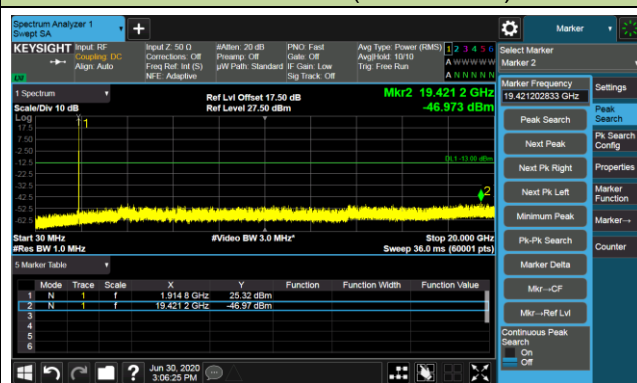 Spectrum Analyzer 1
Swept SA
+
Marker
KEYSIGHT
Input: RF
Coupling: DC
Align: Auto
Input Z: 50 Ω
Corrections: Off
Freq Ref: Int (S)
NFE: Adaptive
#Atten: 20 dB
Preamp: Off
µW Path: Standard
PNO: Fast
Gate: Off
IF Gain: Low
Sig Track: Off
Avg Type: Power (RMS)
Avg|Hold: 10/10
Trig: Free Run
1 2 3 4 5 6
A W W W W W
A N N N N N
Select Marker
Marker 2
1 Spectrum
Scale/Div 10 dB
Ref Lvl Offset 17.50 dB
Ref Level 27.50 dBm
Mkr2 19.421 2 GHz
-46.973 dBm
Log
17.5
7.50
-2.50
-12.5
-22.5
-32.5
-42.5
-52.5
-62.5
1
DL1 -13.00 dBm
2
Start 30 MHz
#Res BW 1.0 MHz
#Video BW 3.0 MHz*
Stop 20.000 GHz
Sweep 36.0 ms (60001 pts)
Marker Frequency
19.421202833 GHz
Peak Search
Next Peak
Next Pk Right
Next Pk Left
Minimum Peak
Pk-Pk Search
Marker Delta
Mkr→CF
Mkr→Ref Lvl
Continuous Peak
Search
On
Off
Settings
Peak
Search
Pk Search
Config
Properties
Marker
Function
Marker→
Counter
5 Marker Table
Mode Trace Scale X Y Function Function Width Function Value
1 N 1 f 1.914 8 GHz 25.32 dBm
2 N 1 f 19.421 2 GHz -46.97 dBm
3
4
5
6
?
Jun 30, 2020
3:06:25 PM